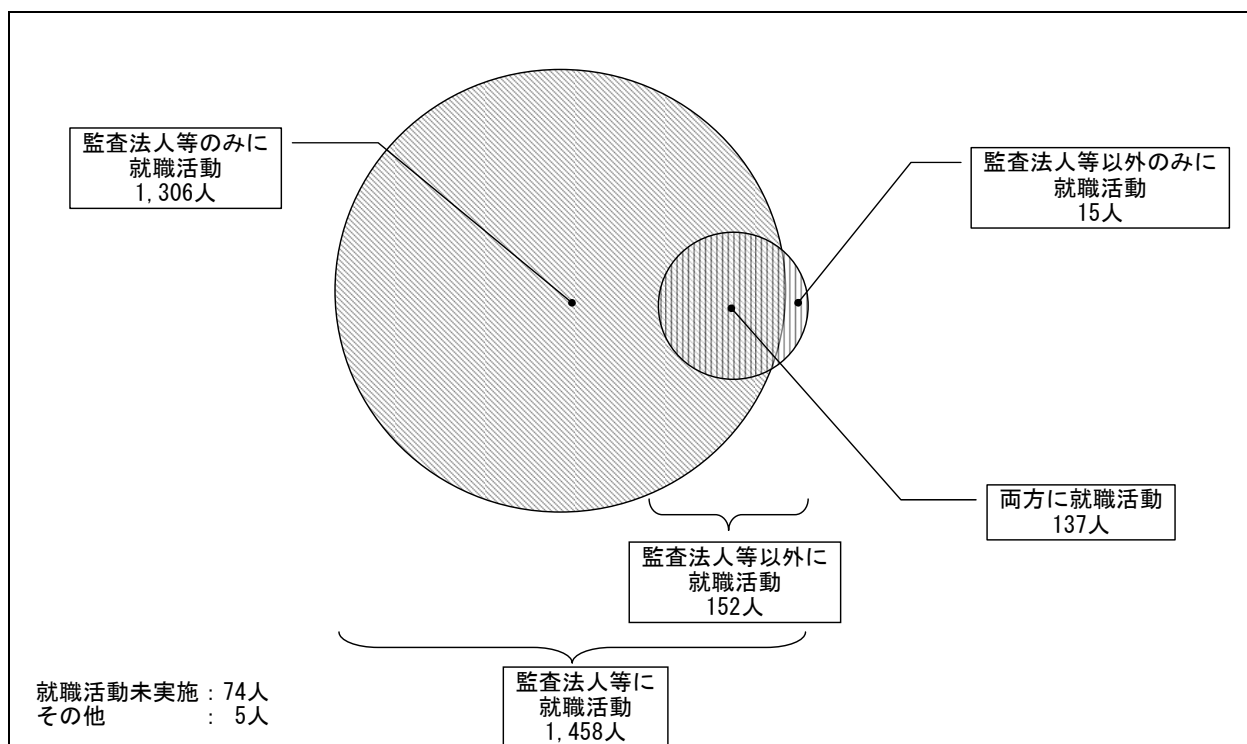 監査法人等のみに
就職活動
1,306人
監査法人等以外のみに
就職活動
15人
両方に就職活動
137人
監査法人等以外に
就職活動
152人
監査法人等に
就職活動
1,458人
就職活動未実施：74人
その他　　　　： 5人